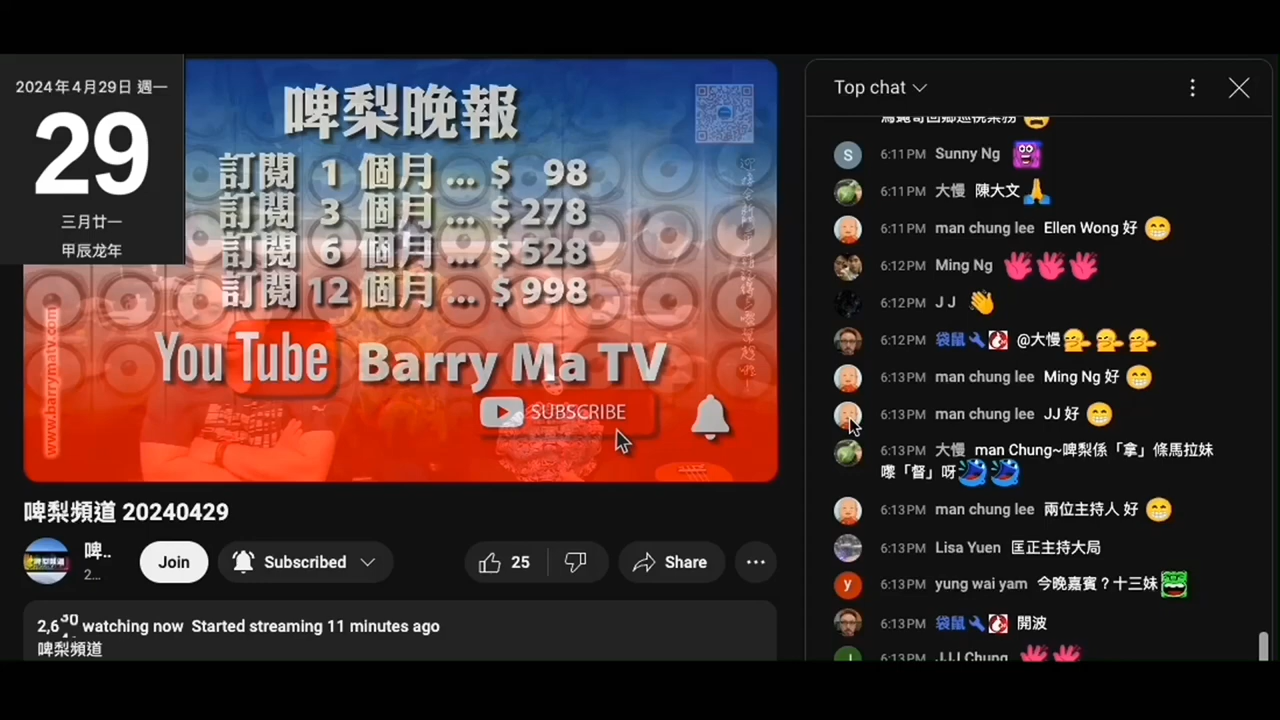 2024年4月29日 週一
29
三月廿一
甲辰龙年
啤梨晚報
訂閱 1 個月 ... $ 98
訂閱 3 個月 ... $278
訂閱 6 個月 ... $528
訂閱 12 個月 ... $998
YouTube Barry Ma TV
SUBSCRIBE
www.barrymatv.com
啤梨頻道 20240429
啤..
2...
Join
Subscribed
25
Share
watching now Started streaming 11 minutes ago
啤梨頻道
Top chat
6:11 PM Sunny Ng
6:11 PM 大慢 陳大文🙏
6:11 PM man chung lee Ellen Wong 好 😁
6:12 PM Ming Ng
6:12 PM J J 👋
6:12 PM 袋鼠🔧 @大慢
6:13 PM man chung lee Ming Ng 好 😁
6:13 PM man chung lee JJ 好 😁
6:13 PM 大慢 man Chung~啤梨係「拿」條馬拉妹
嚟「督」呀
6:13 PM man chung lee 兩位主持人 好 😁
6:13 PM Lisa Yuen 匡正主持大局
6:13 PM yung wai yam 今晚嘉賓？十三妹
6:13 PM 袋鼠🔧 開波
6:13 PM JJJ Chung